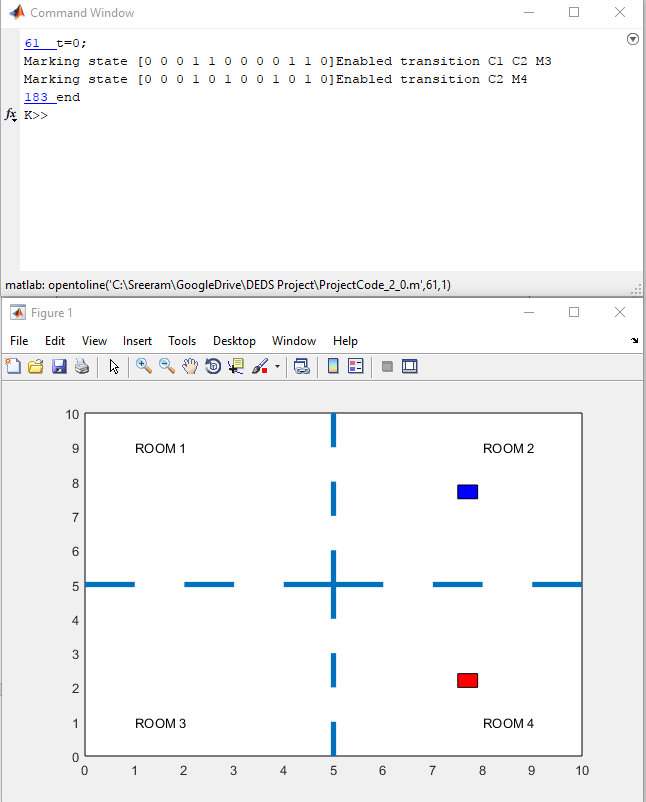 Command Window
61 t=0;
Marking state [0 0 0 1 1 0 0 0 0 1 1 0]Enabled transition C1 C2 M3
Marking state [0 0 0 1 0 1 0 0 1 0 1 0]Enabled transition C2 M4
183 end
fx K>>
matlab: opentoline('C:\Sreeram\GoogleDrive\DEDS Project\ProjectCode_2_0.m',61,1)
Figure 1
File Edit View Insert Tools Desktop Window Help
10
ROOM 1 ROOM 2
9
8
7
6
5
4
3
2
ROOM 3 ROOM 4
1
0
0 1 2 3 4 5 6 7 8 9 10